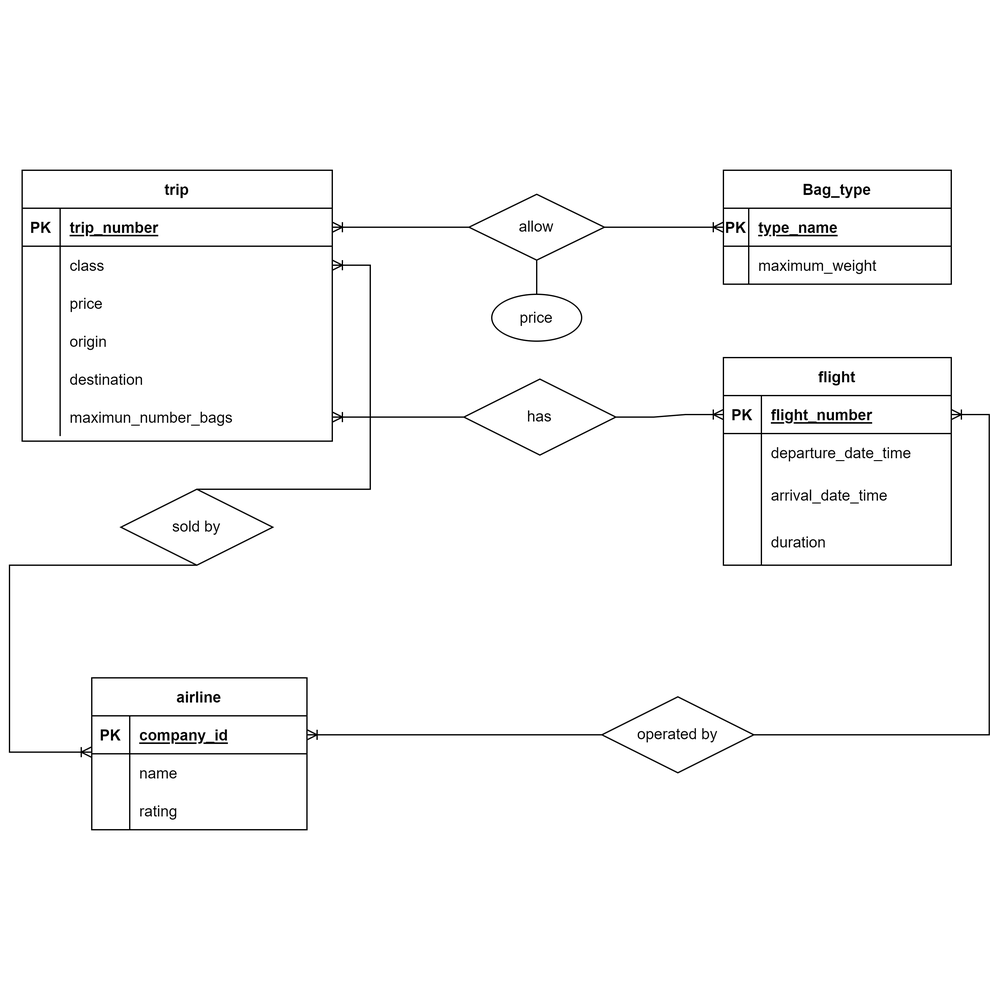 trip
PK trip_number
class
price
origin
destination
maximun_number_bags
allow
price
Bag_type
PK type_name
maximum_weight
has
flight
PK flight_number
departure_date_time
arrival_date_time
duration
sold by
airline
PK company_id
name
rating
operated by